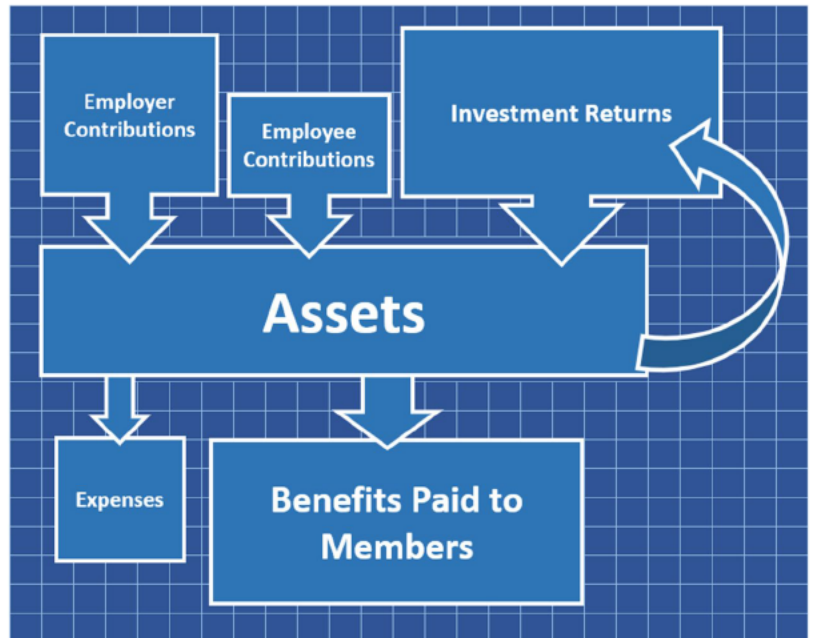 Employer
Contributions
Employee
Contributions
Investment Returns
Assets
Expenses
Benefits Paid to
Members